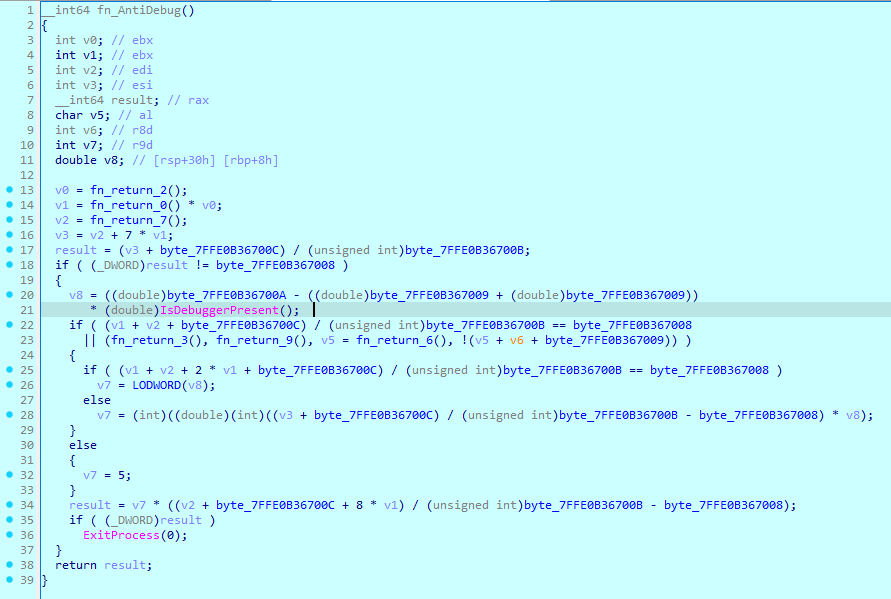 1 __int64 fn_AntiDebug()
2 {
3 int v0; // ebx
4 int v1; // ebx
5 int v2; // edi
6 int v3; // esi
7 __int64 result; // rax
8 char v5; // al
9 int v6; // r8d
10 int v7; // r9d
11 double v8; // [rsp+30h] [rbp+8h]
12
13 v0 = fn_return_2();
14 v1 = fn_return_0() * v0;
15 v2 = fn_return_7();
16 v3 = v2 + 7 * v1;
17 result = (v3 + byte_7FFE0B36700C) / (unsigned int)byte_7FFE0B36700B;
18 if ( (_DWORD)result != byte_7FFE0B367008 )
19 {
20 v8 = ((double)byte_7FFE0B36700A - ((double)byte_7FFE0B367009 + (double)byte_7FFE0B367009))
21 * (double)IsDebuggerPresent();
22 if ( (v1 + v2 + byte_7FFE0B36700C) / (unsigned int)byte_7FFE0B36700B == byte_7FFE0B367008
23 || (fn_return_3(), fn_return_9(), v5 = fn_return_6(), !(v5 + v6 + byte_7FFE0B367009)) )
24 {
25 if ( (v1 + v2 + 2 * v1 + byte_7FFE0B36700C) / (unsigned int)byte_7FFE0B36700B == byte_7FFE0B367008 )
26 v7 = LODWORD(v8);
27 else
28 v7 = (int)((double)(int)((v3 + byte_7FFE0B36700C) / (unsigned int)byte_7FFE0B36700B - byte_7FFE0B367008) * v8);
29 }
30 else
31 {
32 v7 = 5;
33 }
34 result = v7 * ((v2 + byte_7FFE0B36700C + 8 * v1) / (unsigned int)byte_7FFE0B36700B - byte_7FFE0B367008);
35 if ( (_DWORD)result )
36 ExitProcess(0);
37 }
38 return result;
39 }